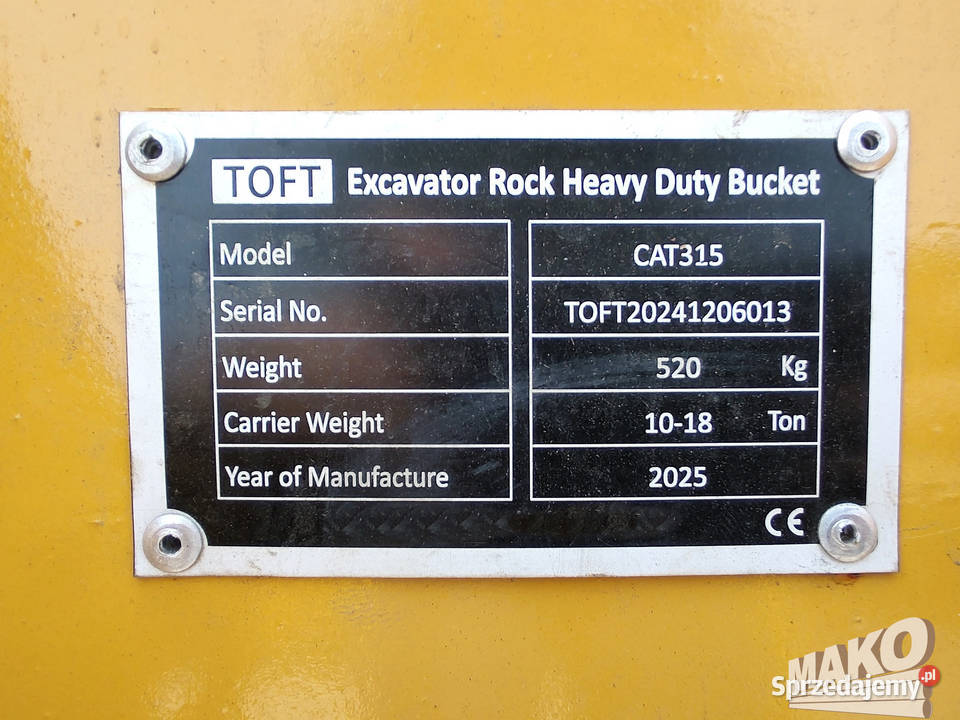 TOFT Excavator Rock Heavy Duty Bucket
Model CAT315
Serial No. TOFT20241206013
Weight 520 Kg
Carrier Weight 10-18 Ton
Year of Manufacture 2025
CE
MAKO
Sprzedajemy.pl